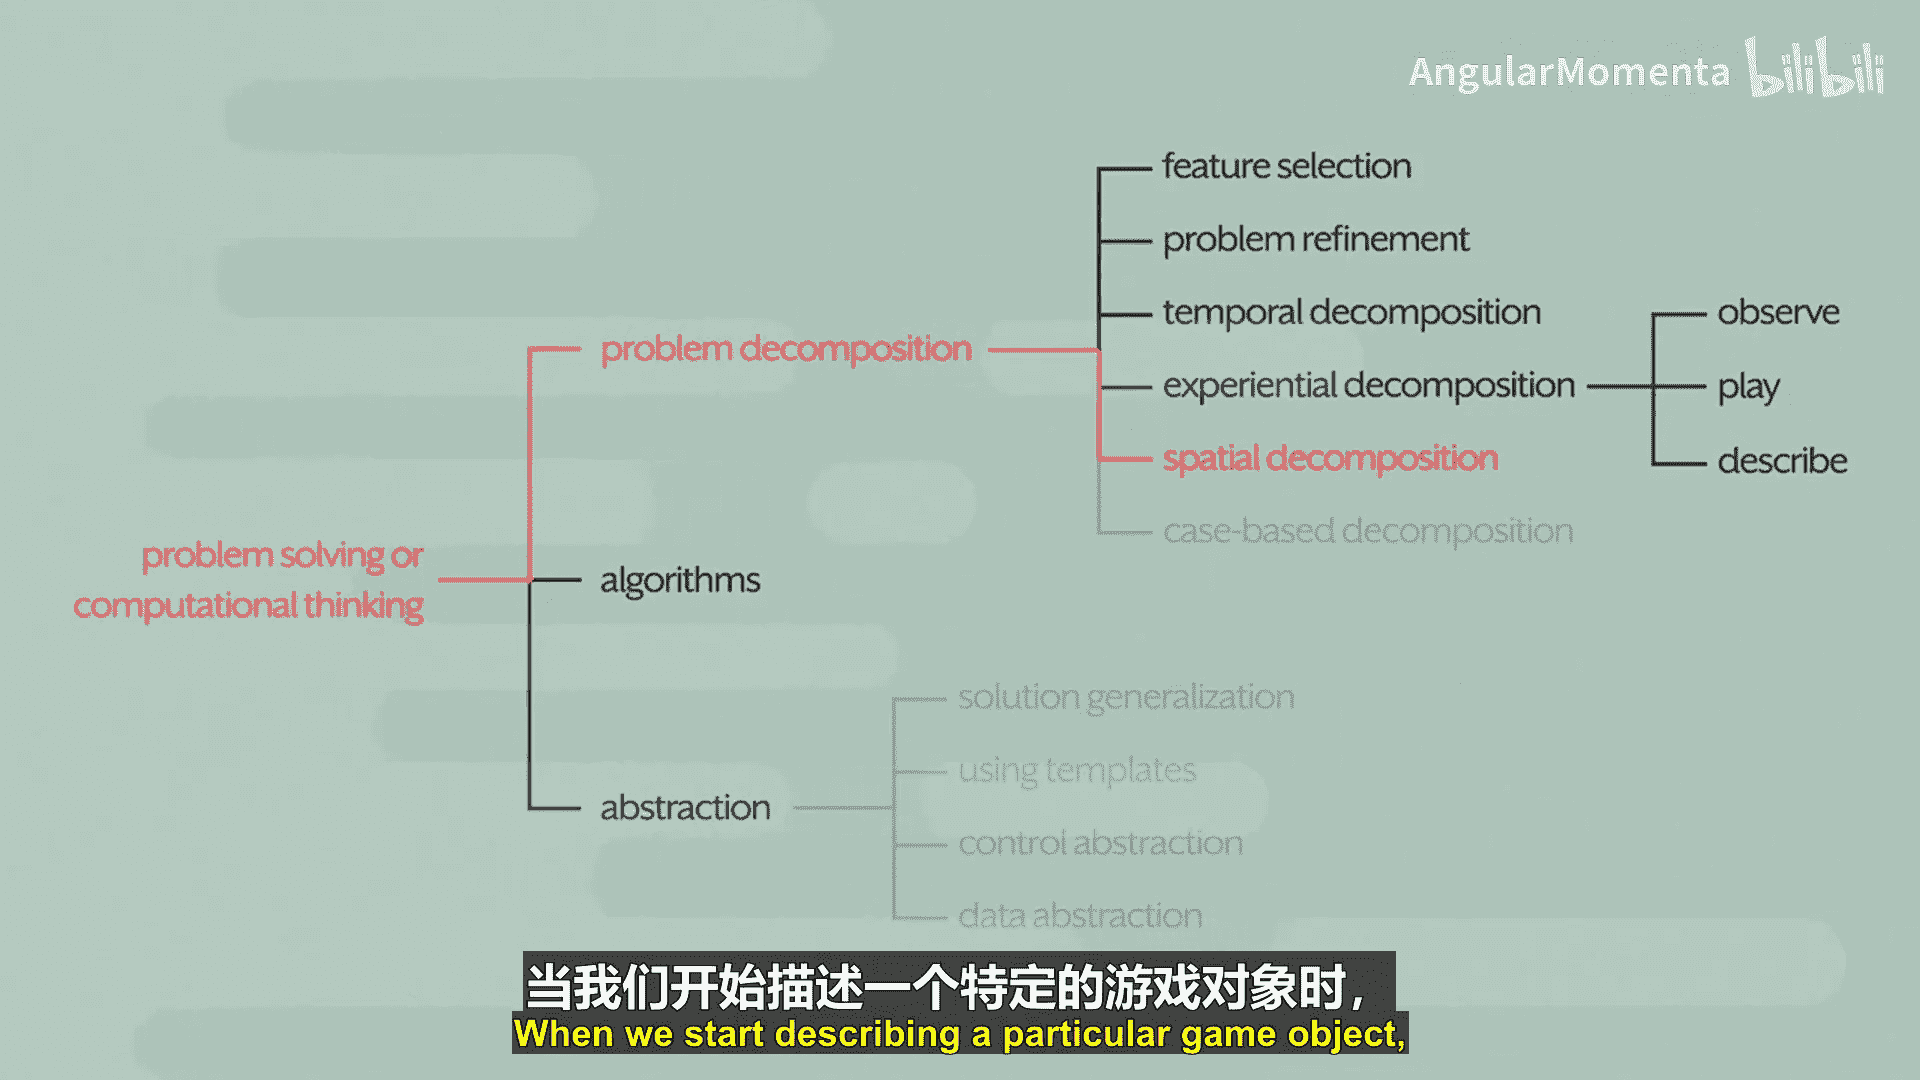 AngularMomenta bilibili
feature selection
problem refinement
temporal decomposition
observe
problem decomposition
experiential decomposition
play
spatial decomposition
describe
case-based decomposition
problem solving or
computational thinking
algorithms
solution generalization
using templates
abstraction
control abstraction
data abstraction
当我们开始描述一个特定的游戏对象时，
When we start describing a particular game object,